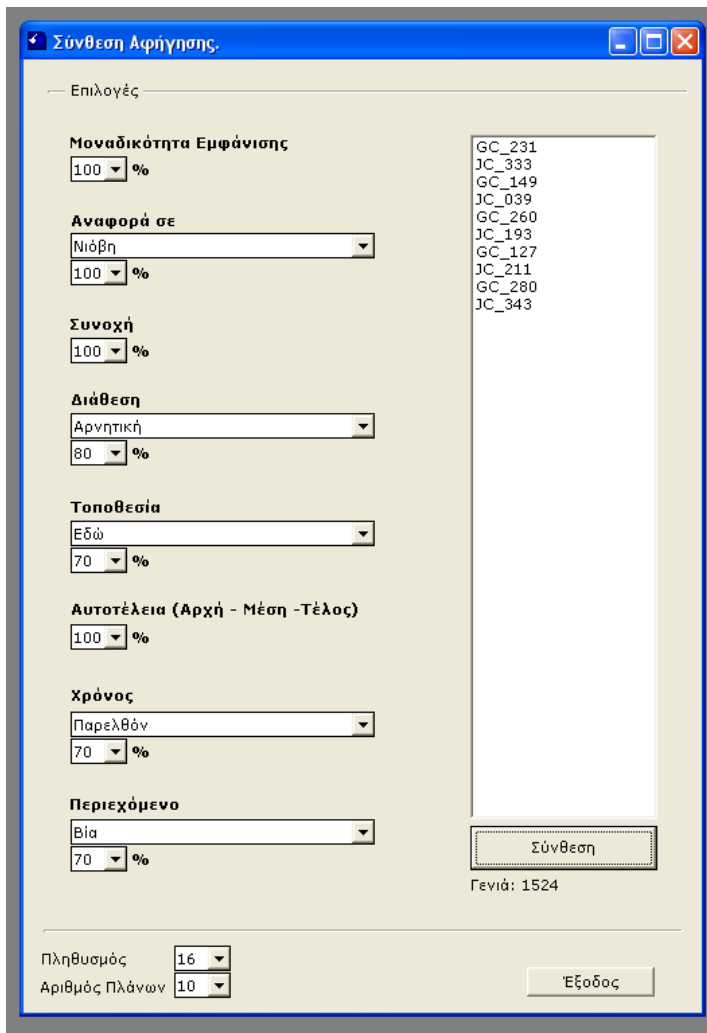 Σύνθεση Αφήγησης.
Επιλογές
Μοναδικότητα Εμφάνισης
100 %
Αναφορά σε
Νιόβη
100 %
Συνοχή
100 %
Διάθεση
Αρνητική
80 %
Τοποθεσία
Εδώ
70 %
Αυτοτέλεια (Αρχή - Μέση -Τέλος)
100 %
Χρόνος
Παρελθόν
70 %
Περιεχόμενο
Βία
70 %
GC_231
JC_333
GC_149
JC_039
GC_260
JC_193
GC_127
JC_211
GC_280
JC_343
Σύνθεση
Γενιά: 1524
Πληθυσμός 16
Αριθμός Πλάνων 10
Έξοδος